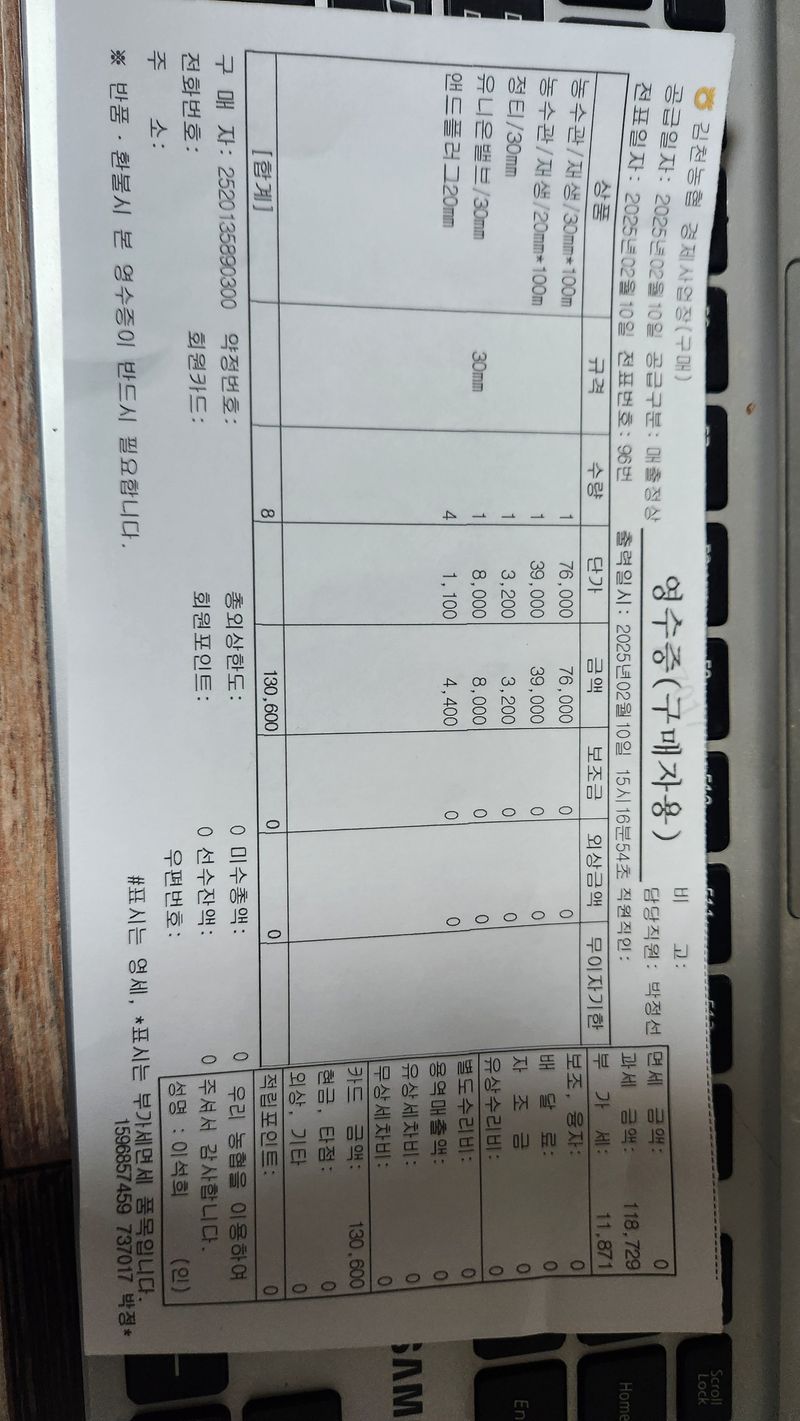 김천농협 경제사업장(구매)
영수증(구매자용)
비 고:
공급일자: 2025년02월10일 공급구분: 매출정상
담당직원: 박정선
전표일자: 2025년02월10일 전표번호: 96번 출력일시: 2025년02월10일 15시16분54초 직원직인:
상품 규격 수량 단가 금액 보조금 외상금액 무이자기한
농수관/재생/30mm*100m 1 76,000 76,000 0 0
농수관/재생/20mm*100m 1 39,000 39,000 0 0
정티/30mm 1 3,200 3,200 0 0
유니온밸브/30mm 30mm 1 8,000 8,000 0 0
앤드플러그20mm 4 1,100 4,400 0 0
[합계] 8 130,600 0 0
면세 금액: 0
과세 금액: 118,729
부 가 세: 11,871
보조,융자: 0
배 달 료: 0
자 조 금 0
유상수리비: 0
별도수리비: 0
용역매출액: 0
유상세차비: 0
무상세차비: 0
카드 금액: 130,600
현금,타점: 0
외상,기타 0
적립포인트: 0
구 매 자: 2520135890300 약정번호: 총외상한도: 0 미수총액: 0
전화번호: 회원카드: 회원포인트: 0 선수잔액: 0
주 소: 우편번호:
우리 농협을 이용하여
주셔서 감사합니다.
성명 : 이석희 (인)
※ 반품·환불시 본 영수증이 반드시 필요합니다.
#표시는 영세, *표시는 부가세면세 품목입니다.
1596857459 737017 박정*
SAM
En
Home
Scroll
Lock